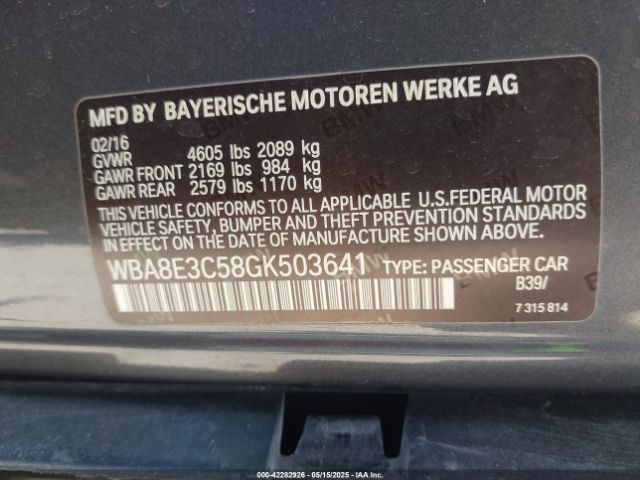 MFD BY BAYERISCHE MOTOREN WERKE AG
02/16
GVWR 4605 lbs 2089 kg
GAWR FRONT 2169 lbs 984 kg
GAWR REAR 2579 lbs 1170 kg
THIS VEHICLE CONFORMS TO ALL APPLICABLE U.S.FEDERAL MOTOR
VEHICLE SAFETY, BUMPER AND THEFT PREVENTION STANDARDS
IN EFFECT ON THE DATE OF MANUFACTURE SHOWN ABOVE.
WBA8E3C58GK503641 TYPE: PASSENGER CAR
B39/
7 315 814
000-42282926 - 05/15/2025 - IAA Inc.